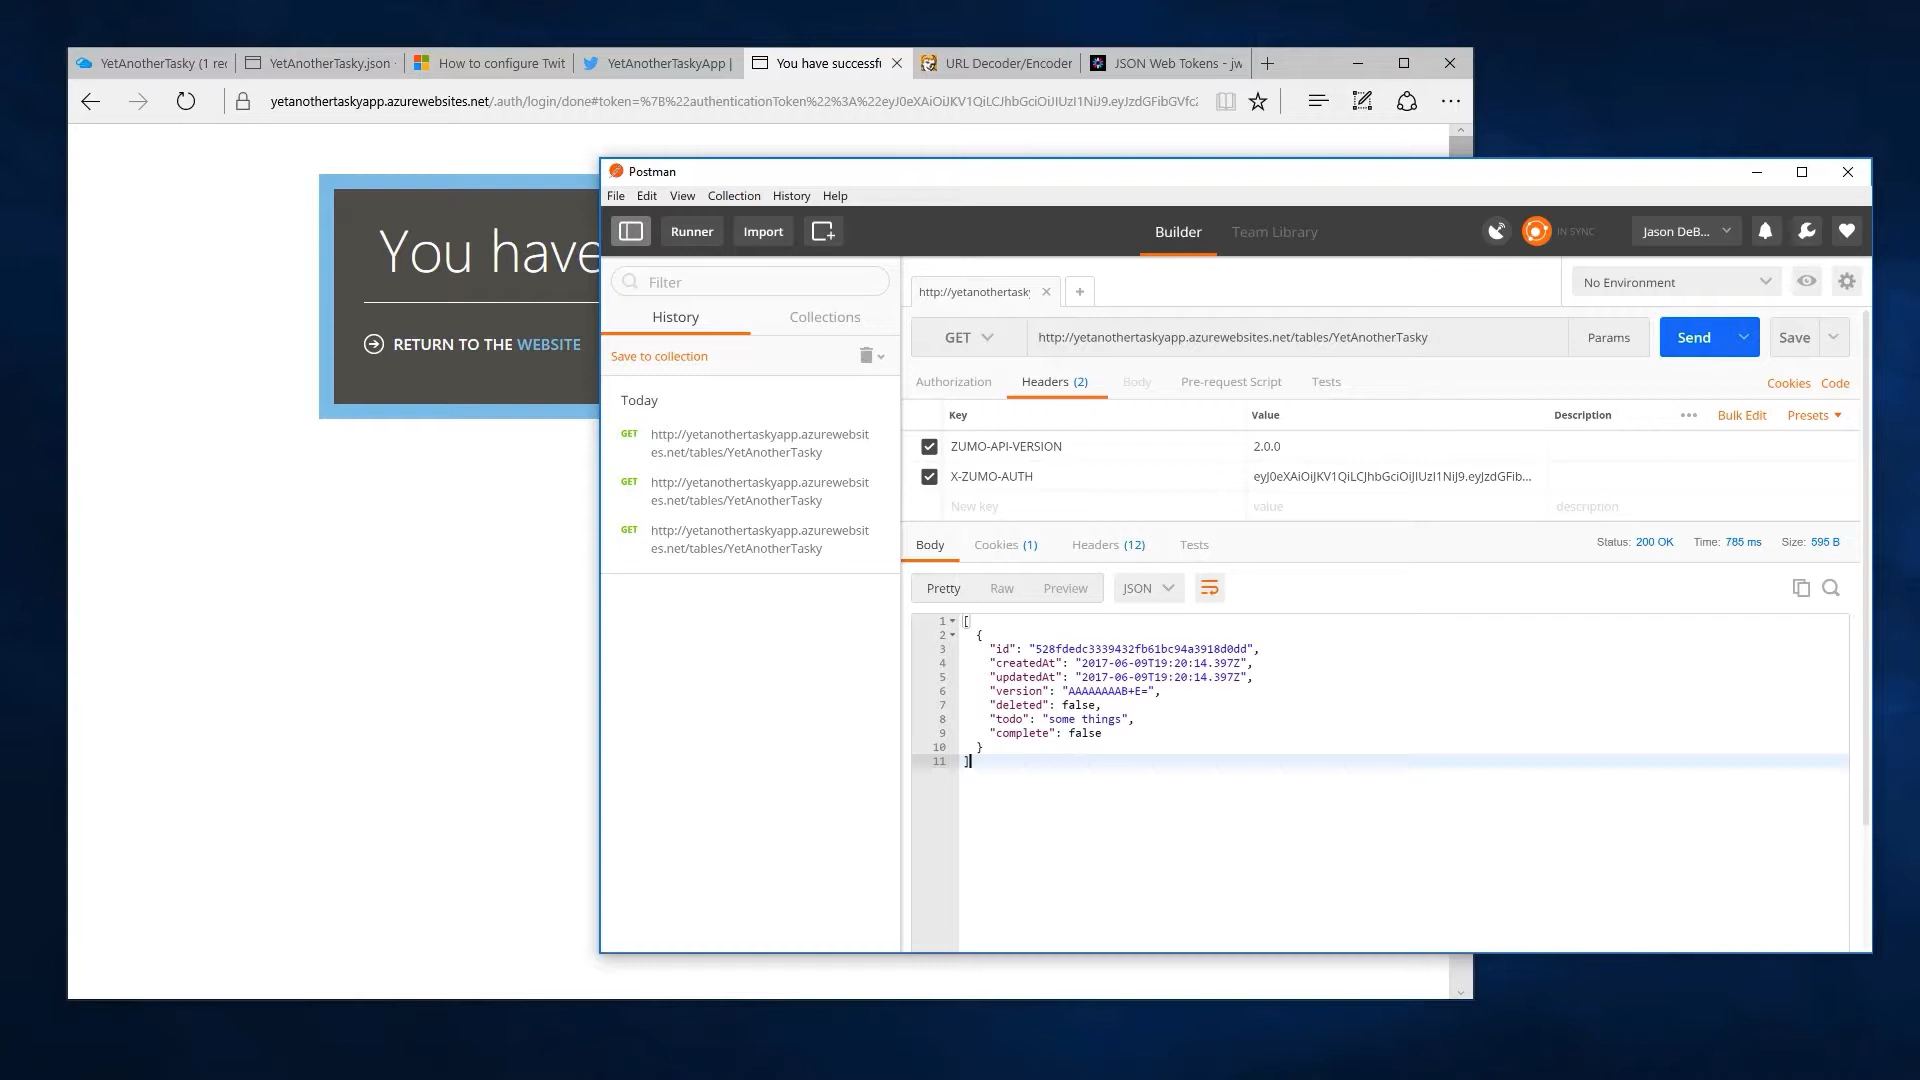 YetAnotherTasky (1 rec
YetAnotherTasky.json -
How to configure Twit
YetAnotherTaskyApp |
You have successfu
URL Decoder/Encoder
JSON Web Tokens - jw
yetanothertaskyapp.azurewebsites.net/.auth/login/done#token=%7B%22authenticationToken%22%3A%22eyJ0eXAiOiJKV1QiLCJhbGciOiJIUzI1NiJ9.eyJzdGFibGVfc2
You have
RETURN TO THE WEBSITE
Postman
File Edit View Collection History Help
Runner Import Builder Team Library IN SYNC Jason DeB...
Filter
History Collections
Save to collection
Today
GET http://yetanothertaskyapp.azurewebsit
es.net/tables/YetAnotherTasky
GET http://yetanothertaskyapp.azurewebsit
es.net/tables/YetAnotherTasky
GET http://yetanothertaskyapp.azurewebsit
es.net/tables/YetAnotherTasky
http://yetanothertasky
No Environment
GET http://yetanothertaskyapp.azurewebsites.net/tables/YetAnotherTasky Params Send Save
Authorization Headers (2) Body Pre-request Script Tests Cookies Code
Key Value Description Bulk Edit Presets
ZUMO-API-VERSION 2.0.0
X-ZUMO-AUTH eyJ0eXAiOiJKV1QiLCJhbGciOiJIUzI1NiJ9.eyJzdGFib...
New key value description
Body Cookies (1) Headers (12) Tests Status: 200 OK Time: 785 ms Size: 595 B
Pretty Raw Preview JSON
1 [
2 {
3 "id": "528fdedc3339432fb61bc94a3918d0dd",
4 "createdAt": "2017-06-09T19:20:14.397Z",
5 "updatedAt": "2017-06-09T19:20:14.397Z",
6 "version": "AAAAAAAAB+E=",
7 "deleted": false,
8 "todo": "some things",
9 "complete": false
10 }
11 ]